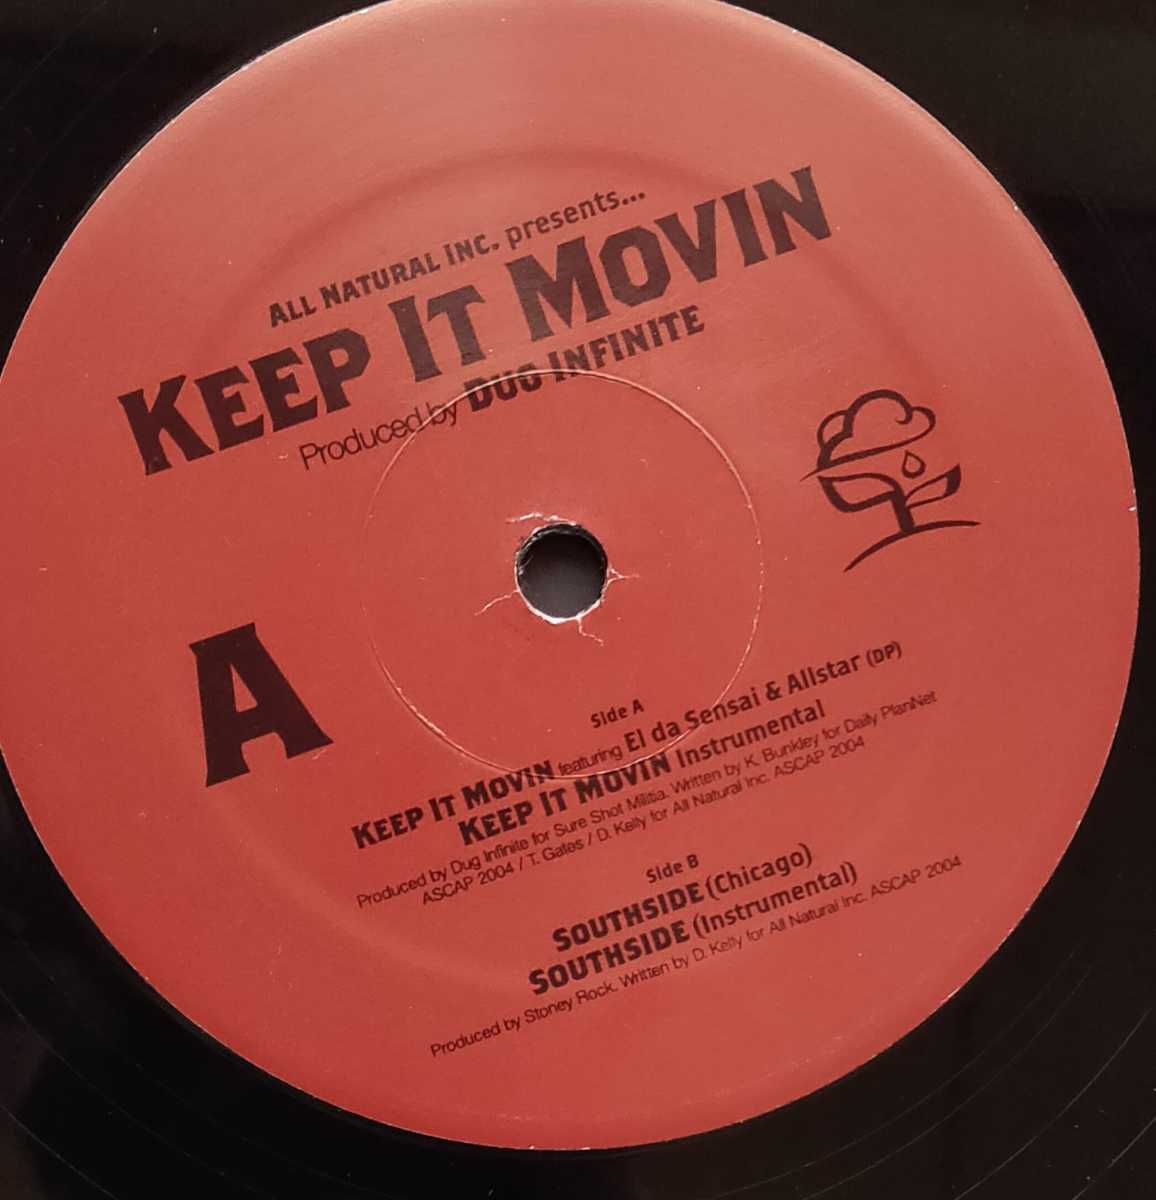 ALL NATURAL INC. presents...
KEEP IT MOVIN
Produced by DUG INFINITE
A
Side A
KEEP IT MOVIN featuring El da Sensai & Allstar (DP)
KEEP IT MOVIN Instrumental
Produced by Dug Infinite for Sure Shot Militia. Written by K. Bunkley for Daily PlanNet
ASCAP 2004 / T. Gates / D. Kelly for All Natural Inc. ASCAP 2004
Side B
SOUTHSIDE (Chicago)
SOUTHSIDE (Instrumental)
Produced by Stoney Rock. Written by D. Kelly for All Natural Inc. ASCAP 2004